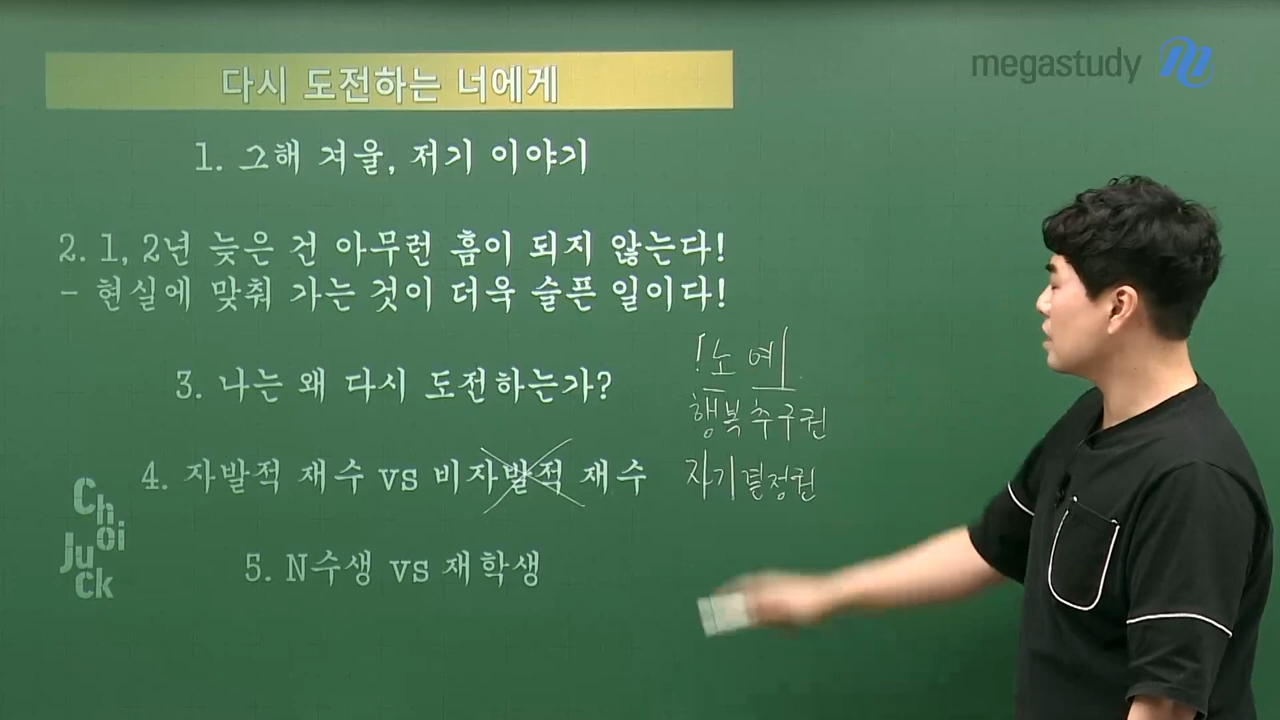 다시 도전하는 너에게
megastudy
1. 그해 겨울, 저기 이야기
2. 1, 2년 늦은 건 아무런 흠이 되지 않는다!
- 현실에 맞춰 가는 것이 더욱 슬픈 일이다!
3. 나는 왜 다시 도전하는가?
노예
행복추구권
4. 자발적 재수 vs 비자발적 재수
자기결정권
5. N수생 vs 재학생
Choi
Juck